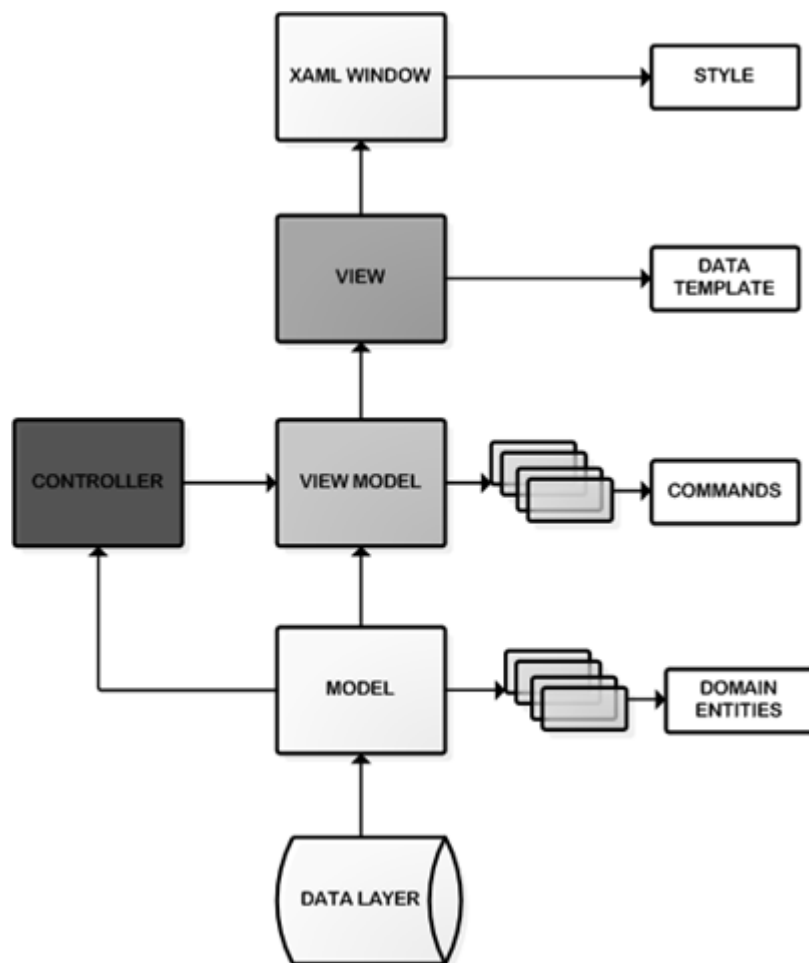 XAML WINDOW
STYLE
VIEW
DATA
TEMPLATE
CONTROLLER
VIEW MODEL
COMMANDS
MODEL
DOMAIN
ENTITIES
DATA LAYER